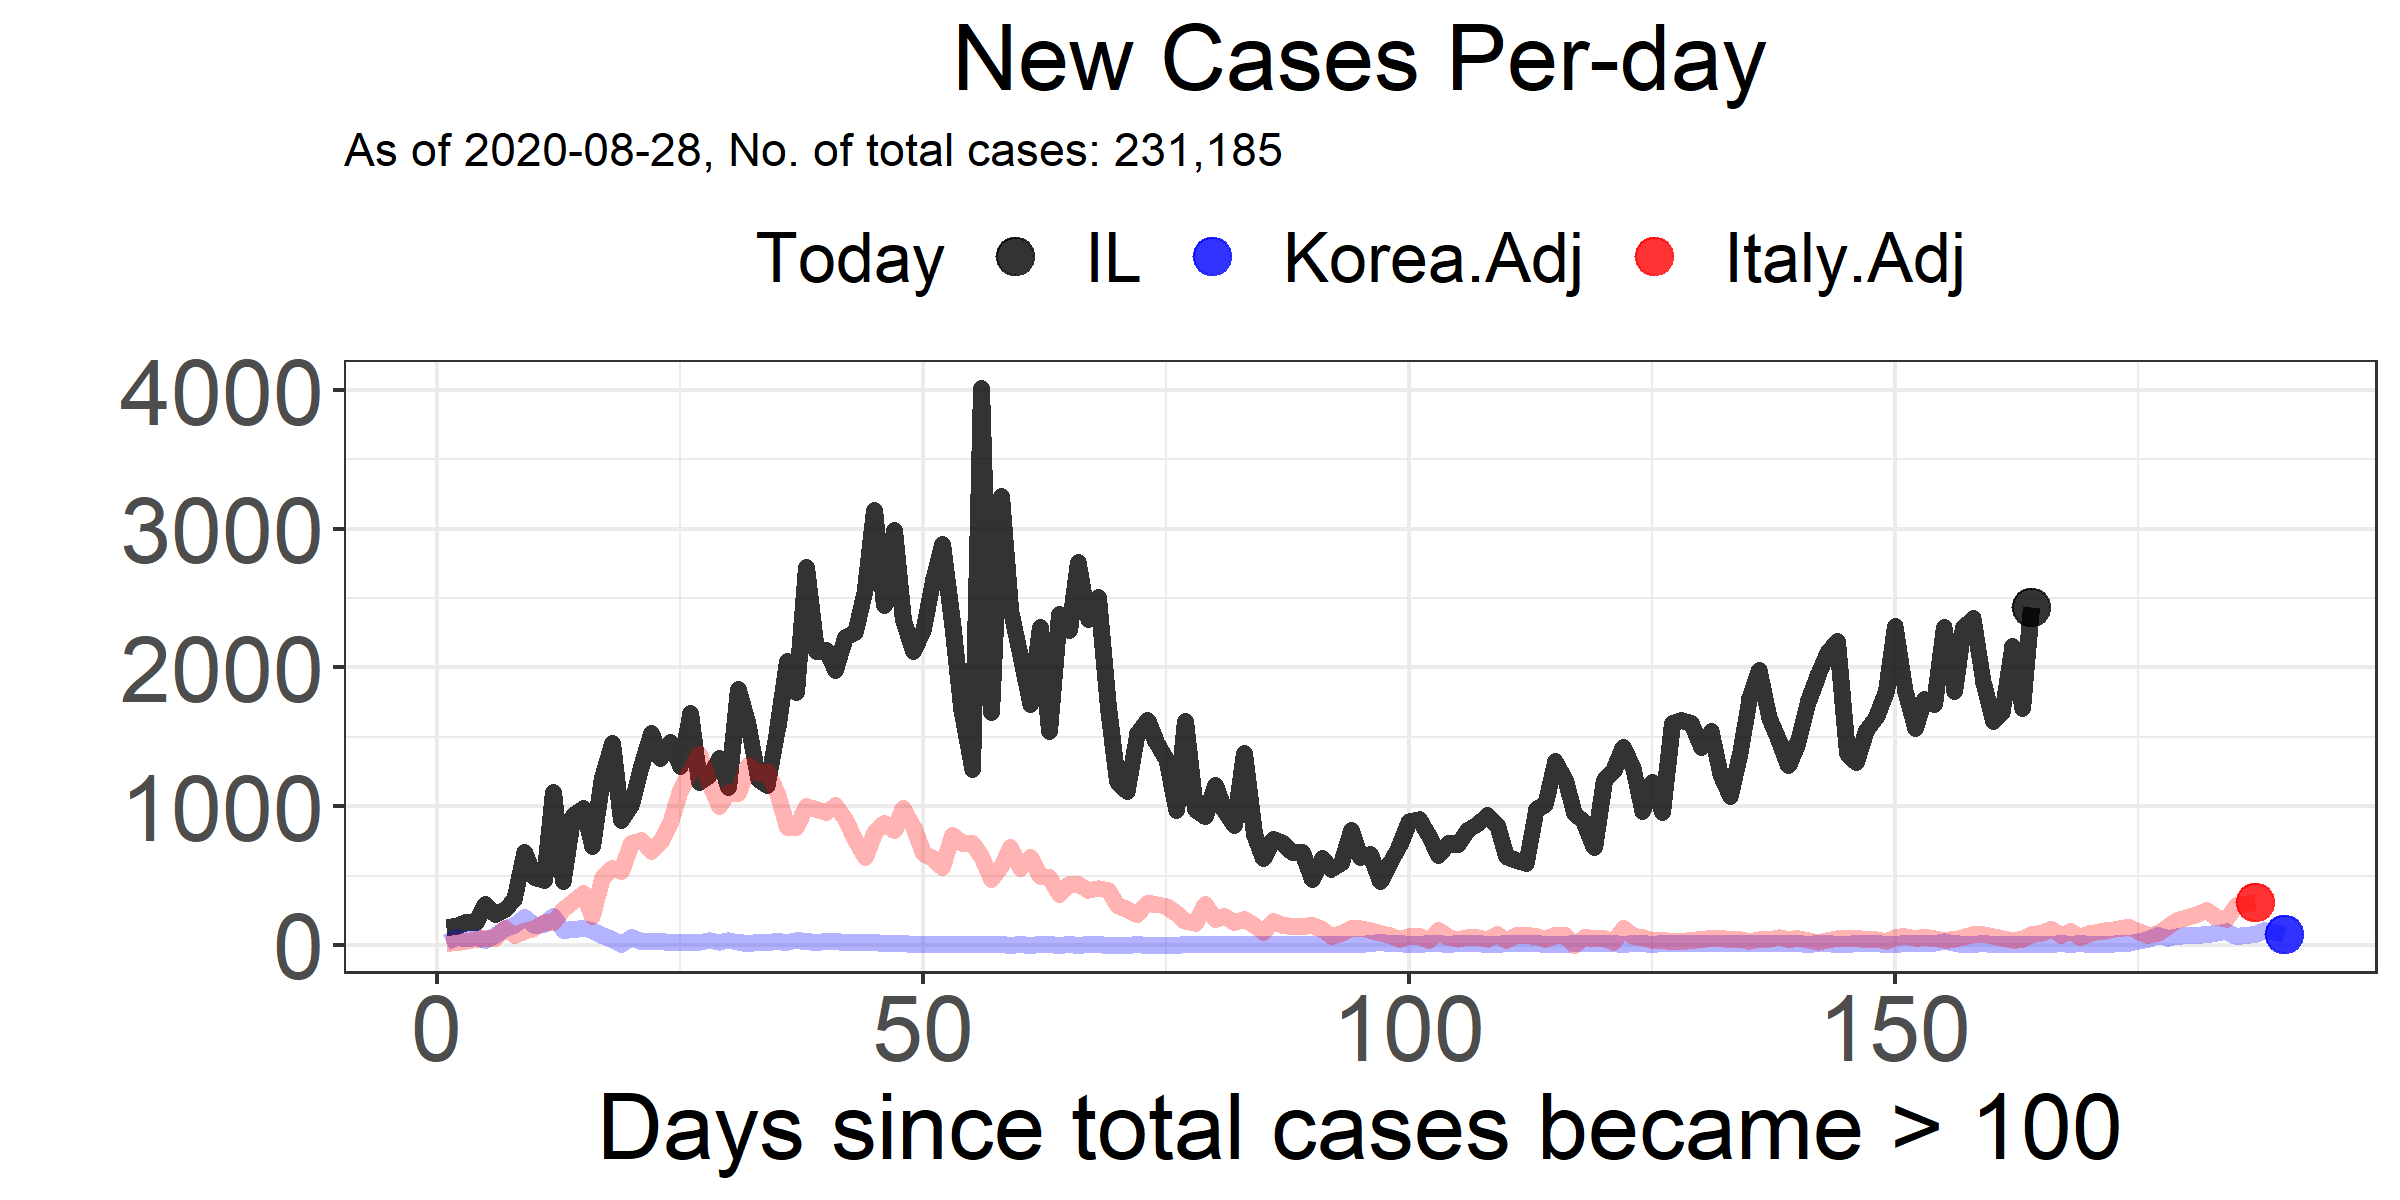 New Cases Per-day
As of 2020-08-28, No. of total cases: 231,185
Today IL Korea.Adj Italy.Adj
4000
3000
2000
1000
0
0 50 100 150
Days since total cases became > 100